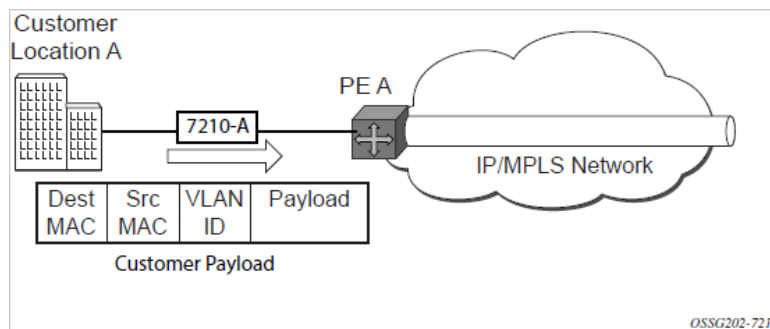 Customer
Location A
PE A
7210-A
IP/MPLS Network
Dest
MAC
Src
MAC
VLAN
ID
Payload
Customer Payload
OSSG202-721